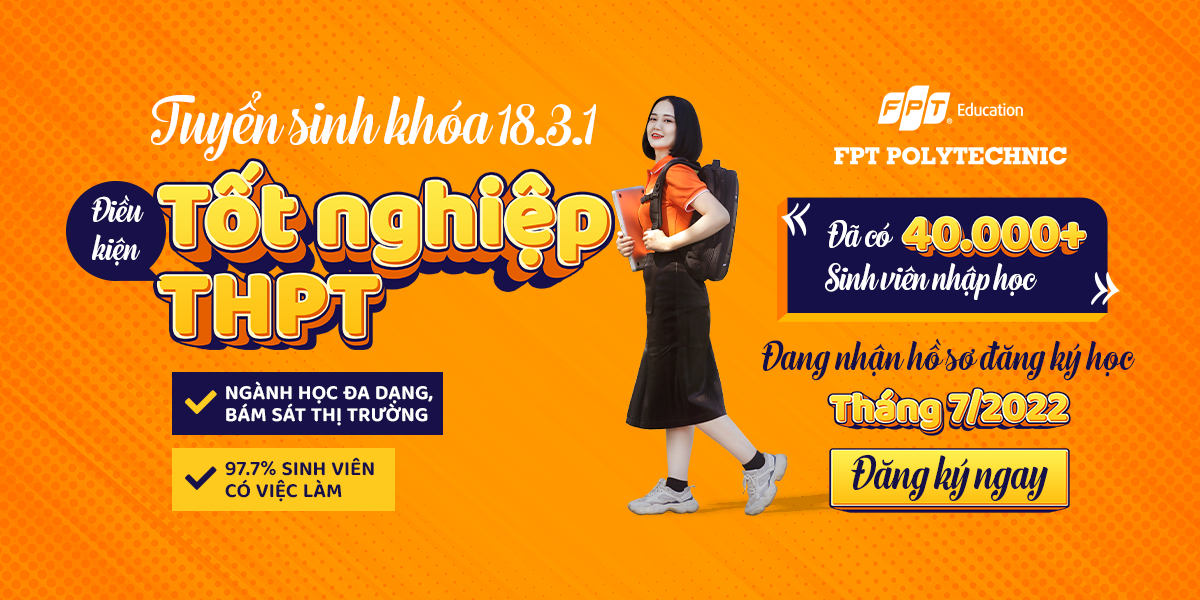 Tuyển sinh khóa 18.3.1
Điều
kiện
Tốt nghiệp
THPT
NGÀNH HỌC ĐA DẠNG,
BÁM SÁT THỊ TRƯỜNG
97.7% SINH VIÊN
CÓ VIỆC LÀM
FPT® Education
FPT POLYTECHNIC
Đã có 40.000+
Sinh viên nhập học
Đang nhận hồ sơ đăng ký học
Tháng 7/2022
Đăng ký ngay